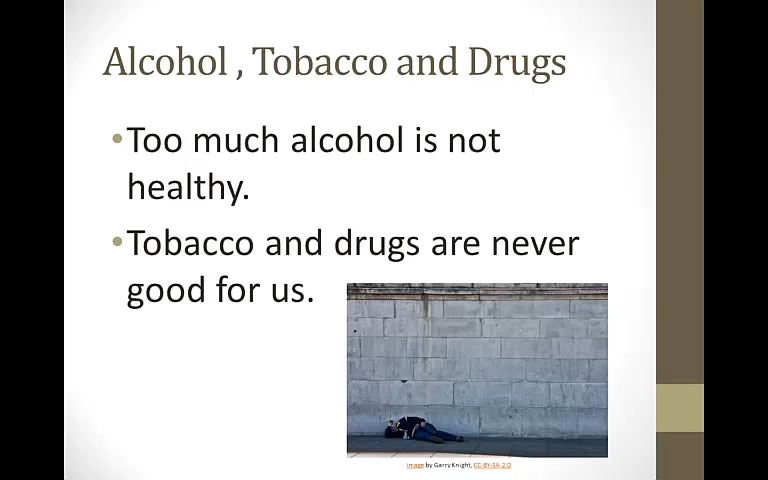 Alcohol , Tobacco and Drugs
•Too much alcohol is not
healthy.
•Tobacco and drugs are never
good for us.
Image by Garry Knight, CC-BY-SA 2.0